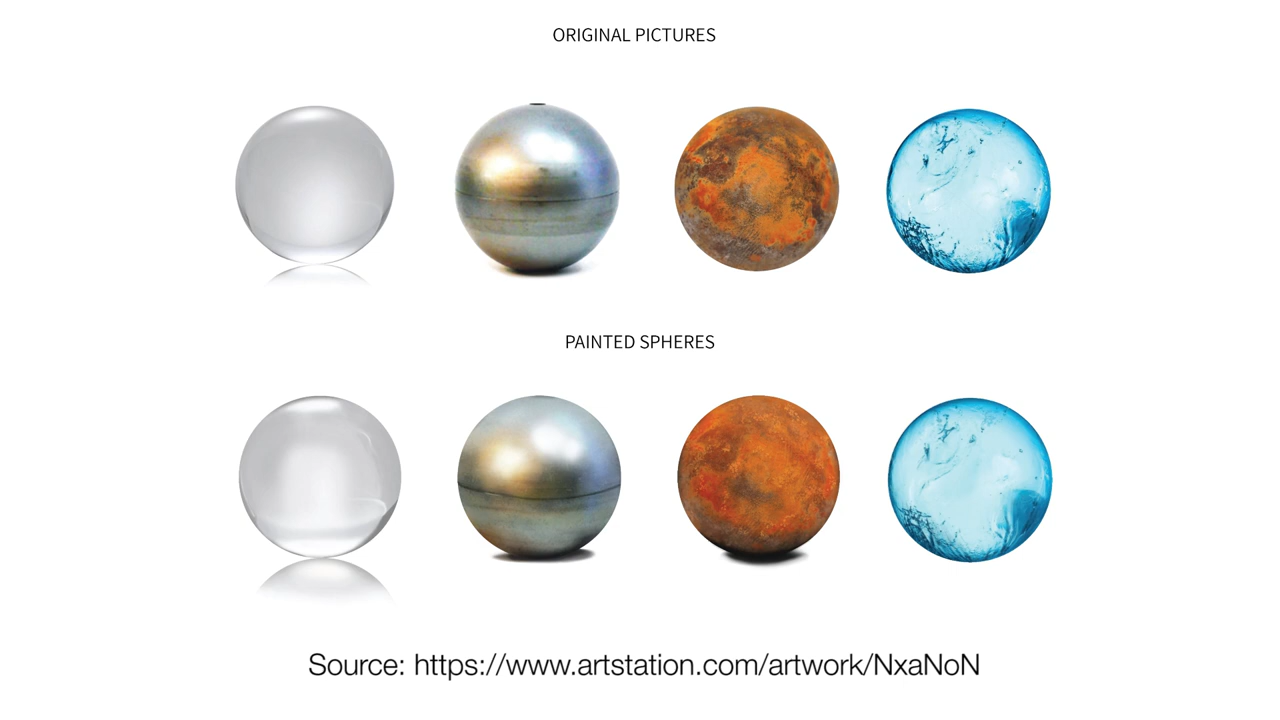 ORIGINAL PICTURES
PAINTED SPHERES
Source: https://www.artstation.com/artwork/NxaNoN